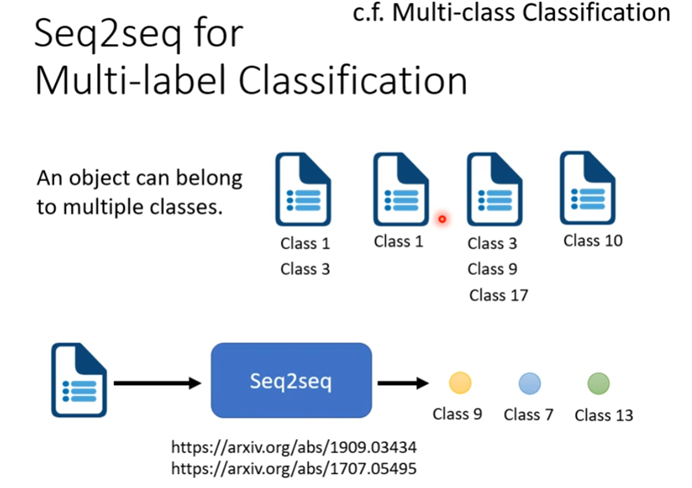 c.f. Multi-class Classification
Seq2seq for
Multi-label Classification
An object can belong
to multiple classes.
Class 1
Class 3
Class 1
Class 3
Class 9
Class 17
Class 10
Seq2seq
Class 9
Class 7
Class 13
https://arxiv.org/abs/1909.03434
https://arxiv.org/abs/1707.05495